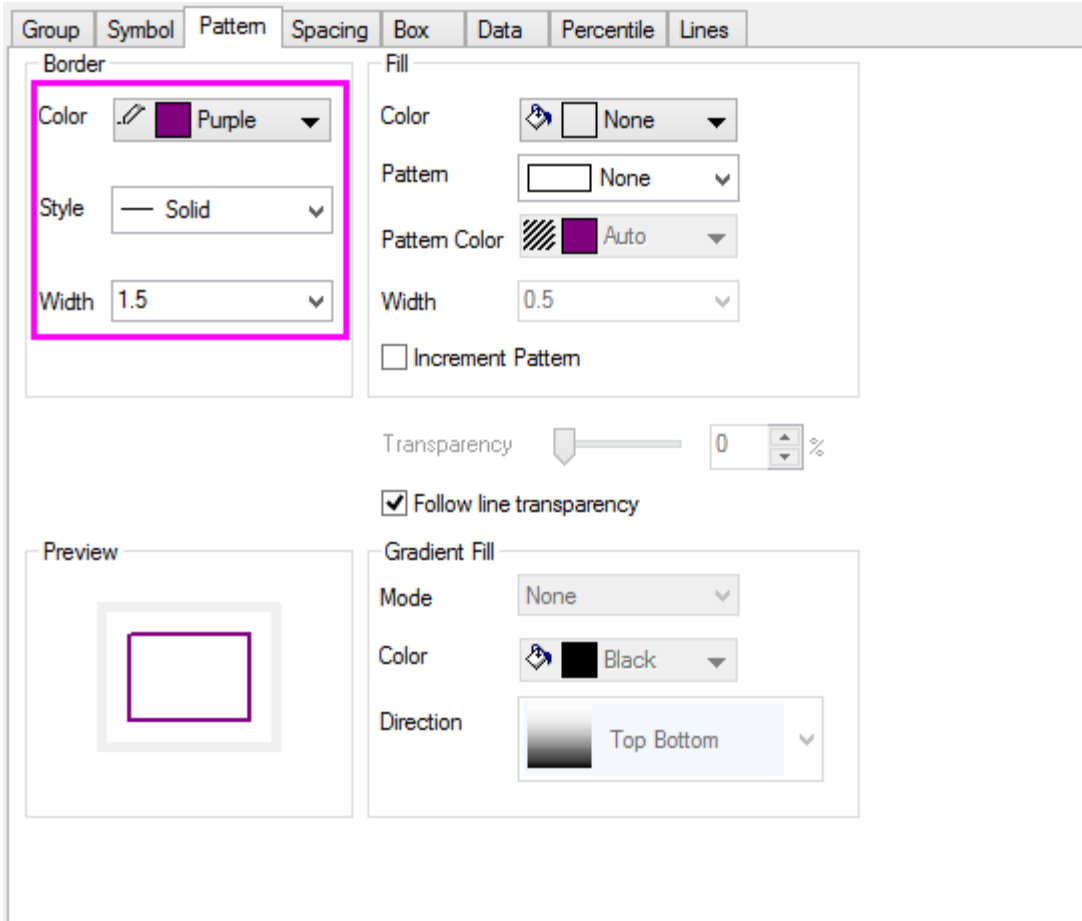 Group Symbol Pattern Spacing Box Data Percentile Lines
Border
Color Purple
Style Solid
Width 1.5
Fill
Color None
Pattern None
Pattern Color Auto
Width 0.5
Increment Pattern
Transparency 0 %
Follow line transparency
Preview
Gradient Fill
Mode None
Color Black
Direction Top Bottom